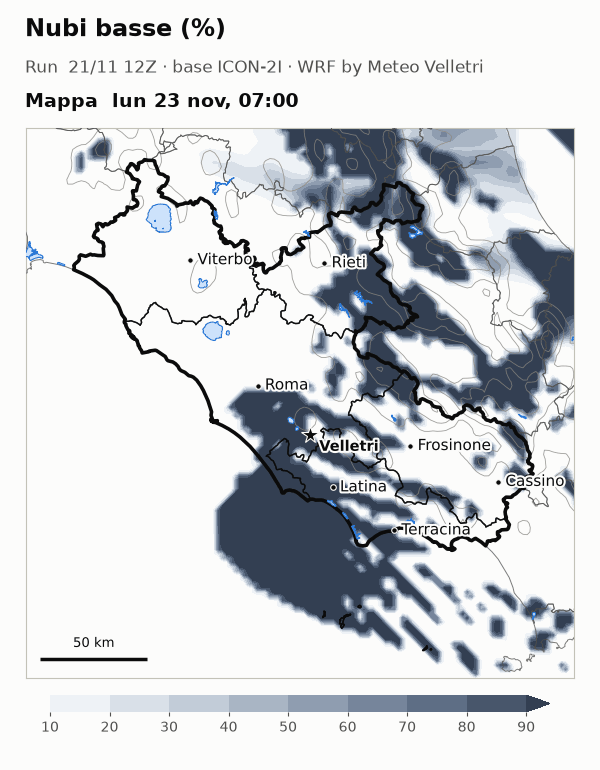 Nubi basse (%)
Run 21/11 12Z · base ICON-2I · WRF by Meteo Velletri
Mappa lun 23 nov, 07:00
Viterbo
Rieti
Roma
Velletri
Frosinone
Latina
Cassino
Terracina
50 km
10 20 30 40 50 60 70 80 90